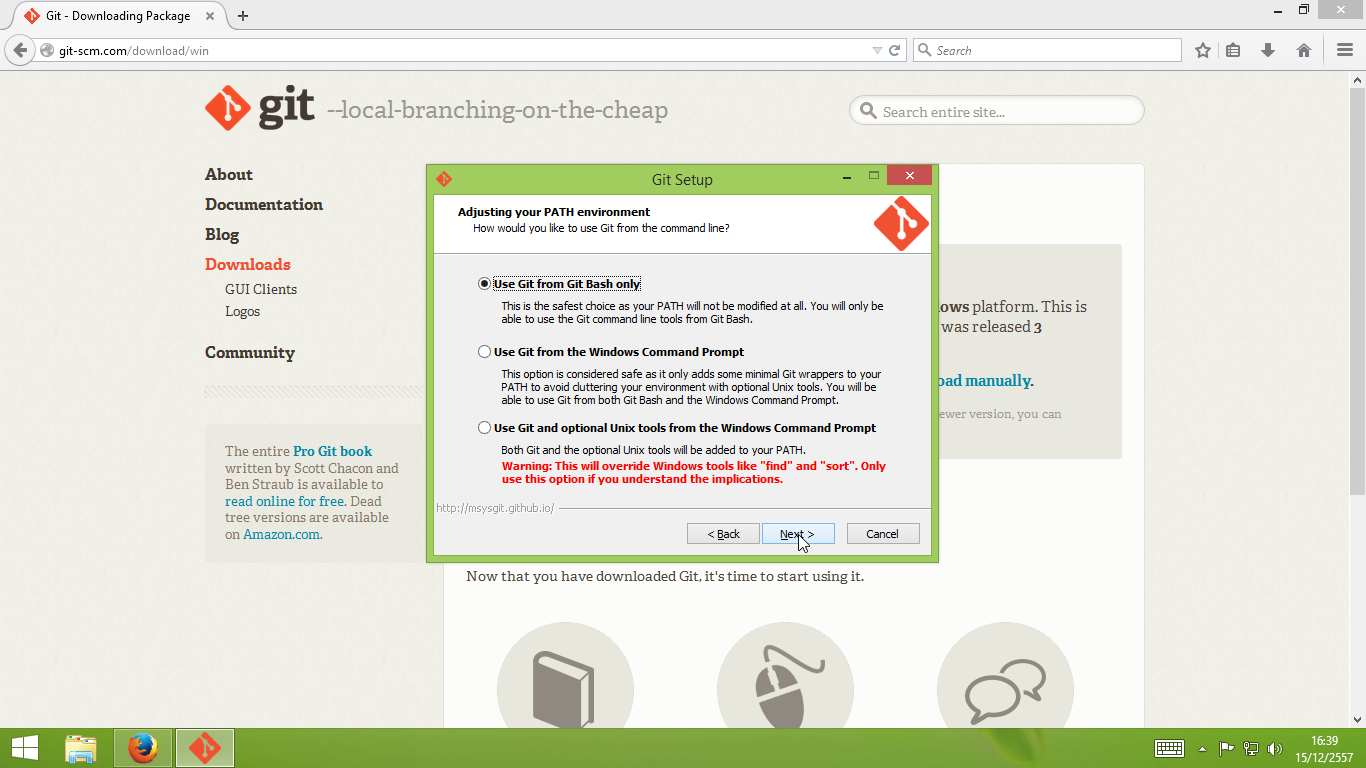 Git - Downloading Package
git-scm.com/download/win
Search
git --local-branching-on-the-cheap
Search entire site...
About
Documentation
Blog
Downloads
GUI Clients
Logos
Community
The entire Pro Git book
written by Scott Chacon and
Ben Straub is available to
read online for free. Dead
tree versions are available
on Amazon.com.
Git Setup
Adjusting your PATH environment
How would you like to use Git from the command line?
Use Git from Git Bash only
This is the safest choice as your PATH will not be modified at all. You will only be
able to use the Git command line tools from Git Bash.
Use Git from the Windows Command Prompt
This option is considered safe as it only adds some minimal Git wrappers to your
PATH to avoid cluttering your environment with optional Unix tools. You will be
able to use Git from both Git Bash and the Windows Command Prompt.
Use Git and optional Unix tools from the Windows Command Prompt
Both Git and the optional Unix tools will be added to your PATH.
Warning: This will override Windows tools like "find" and "sort". Only
use this option if you understand the implications.
http://msysgit.github.io/
< Back
Next >
Cancel
platform. This is
was released 3
manually.
version, you can
Now that you have downloaded Git, it's time to start using it.
16:39
15/12/2557